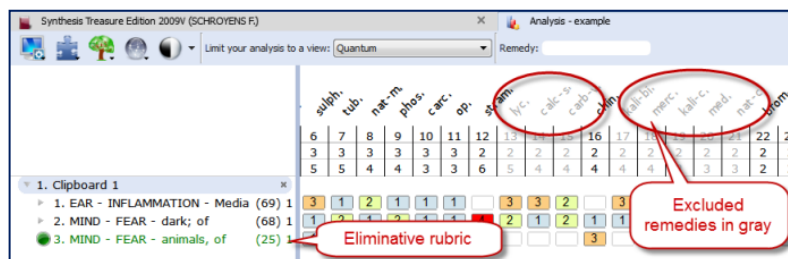 Synthesis Treasure Edition 2009V (SCHROYENS F.)
Analysis - example
Limit your analysis to a view: Quantum
Remedy:
sulph. tub. nat-m. phos. carc. op. stram. lyc. calc-s. carb-v. chin. kali-bi. merc. kali-c. med. nat-c. brom.
6 7 8 9 10 11 12 13 14 15 16 17 18 19 20 21 22
3 3 3 3 3 3 2 2 2 2 2 2 2 2 2 2 2
5 5 4 4 3 3 6 5 4 4 4 4 4 3 3 2
1. Clipboard 1
1. EAR - INFLAMMATION - Media (69) 1 3 1 2 1 1 1 3 3 2 3
2. MIND - FEAR - dark; of (68) 1 1 2 1 2 1 1 2 1 2 1 1
3. MIND - FEAR - animals, of (25) 1 3
Eliminative rubric
Excluded
remedies in gray